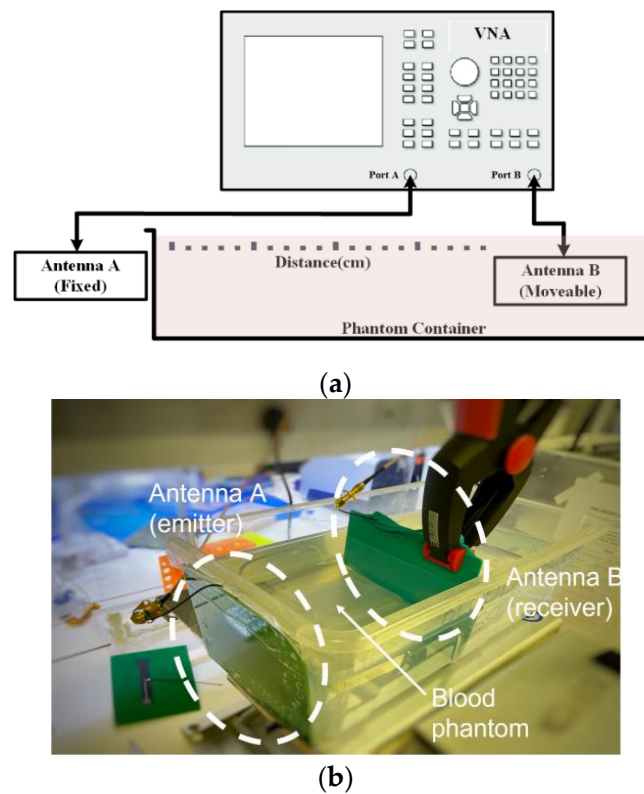 VNA
Port A
Port B
Antenna A
(Fixed)
Distance(cm)
Antenna B
(Moveable)
Phantom Container
(a)
Antenna A
(emitter)
Antenna B
(receiver)
Blood
phantom
(b)